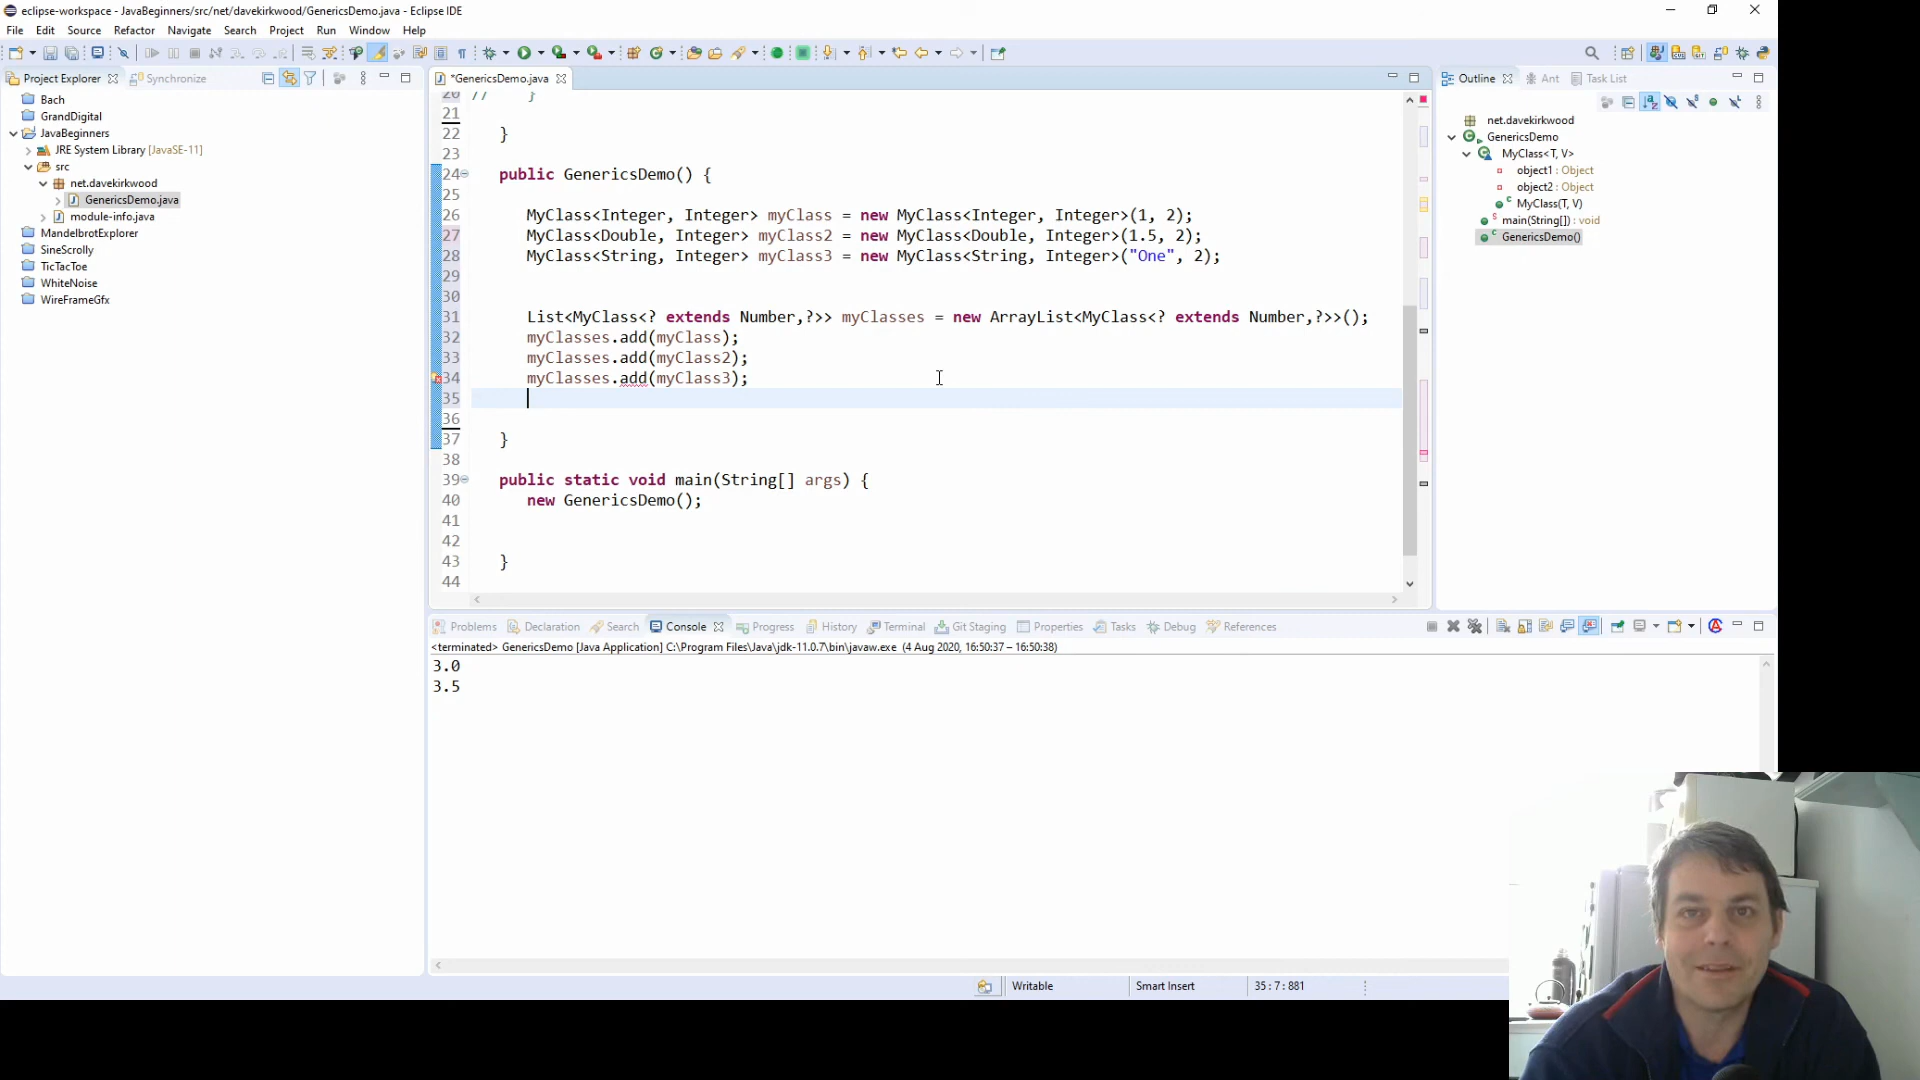 eclipse-workspace - JavaBeginners/src/net/davekirkwood/GenericsDemo.java - Eclipse IDE
File Edit Source Refactor Navigate Search Project Run Window Help
Project Explorer
Synchronize
Bach
GrandDigital
JavaBeginners
JRE System Library [JavaSE-11]
src
net.davekirkwood
GenericsDemo.java
module-info.java
MandelbrotExplorer
SineScrolly
TicTacToe
WhiteNoise
WireFrameGfx
*GenericsDemo.java
20 // }
21
22 }
23
24 public GenericsDemo() {
25
26 MyClass<Integer, Integer> myClass = new MyClass<Integer, Integer>(1, 2);
27 MyClass<Double, Integer> myClass2 = new MyClass<Double, Integer>(1.5, 2);
28 MyClass<String, Integer> myClass3 = new MyClass<String, Integer>("One", 2);
29
30
31 List<MyClass<? extends Number,?>> myClasses = new ArrayList<MyClass<? extends Number,?>>();
32 myClasses.add(myClass);
33 myClasses.add(myClass2);
34 myClasses.add(myClass3);
35
36
37 }
38
39 public static void main(String[] args) {
40 new GenericsDemo();
41
42
43 }
44
Outline Ant Task List
net.davekirkwood
GenericsDemo
MyClass<T, V>
object1 : Object
object2 : Object
MyClass(T, V)
main(String[]) : void
GenericsDemo()
Problems Declaration Search Console Progress History Terminal Git Staging Properties Tasks Debug References
<terminated> GenericsDemo [Java Application] C:\Program Files\Java\jdk-11.0.7\bin\javaw.exe (4 Aug 2020, 16:50:37 – 16:50:38)
3.0
3.5
Writable Smart Insert 35 : 7 : 881